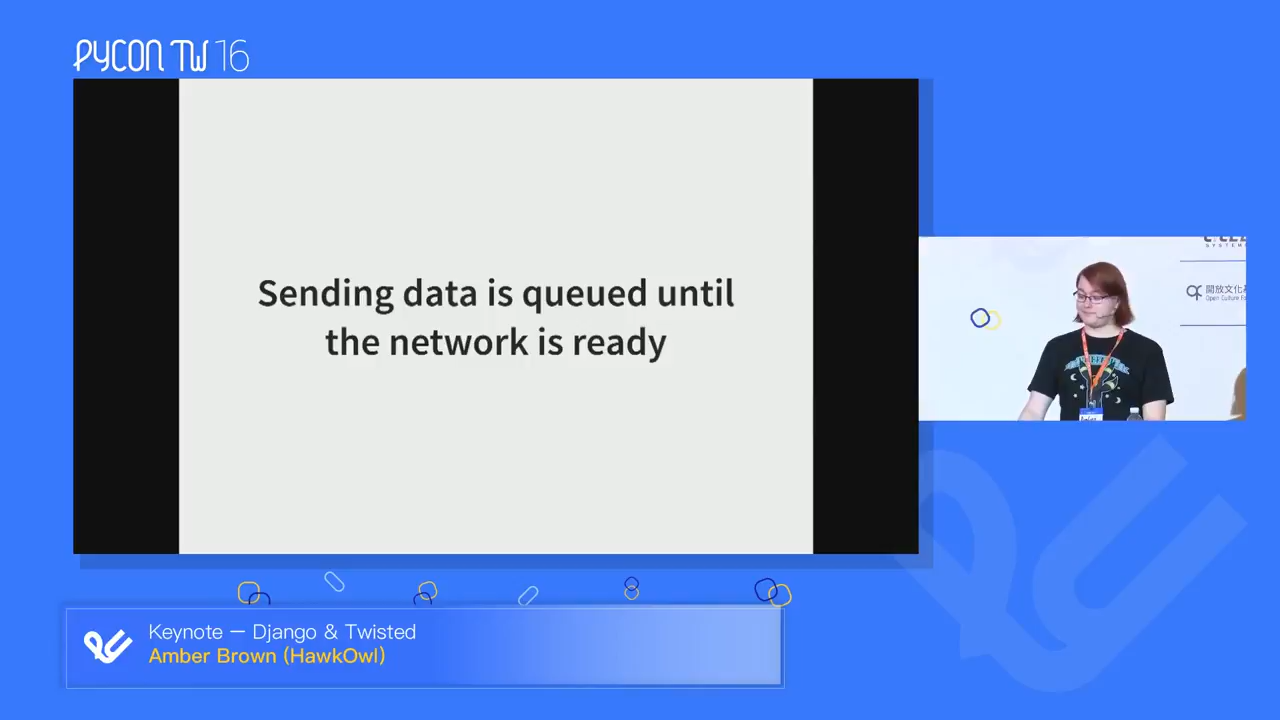 PYCON TW 16
Sending data is queued until
the network is ready
SYSTEMS
開放文化
Open Culture
Keynote — Django & Twisted
Amber Brown (HawkOwl)